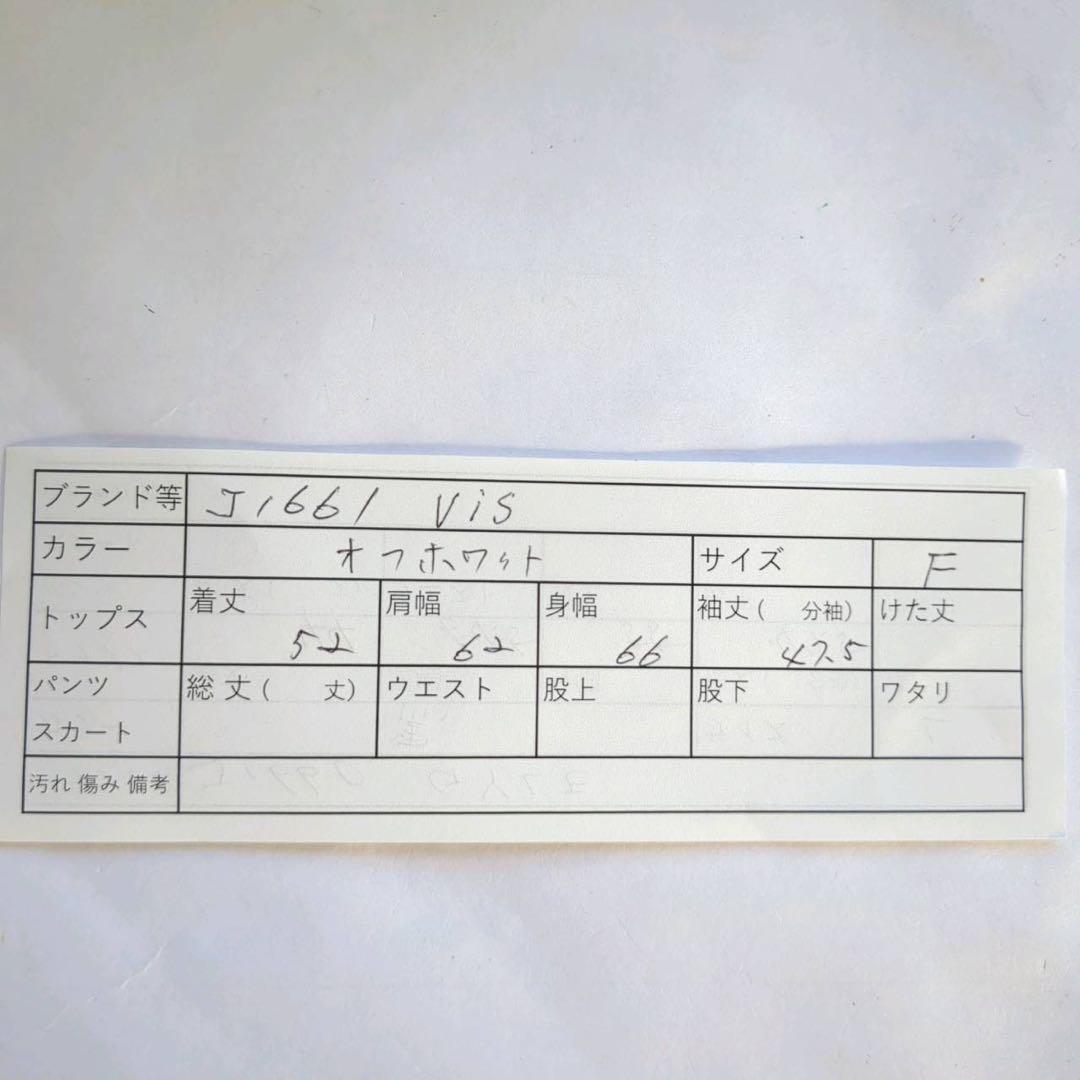 ブランド等 J1661 ViS
カラー オフホワイト サイズ F
トップス 着丈 52 肩幅 62 身幅 66 袖丈( 分袖) 47.5 けた丈
パンツ スカート 総丈( 丈) ウエスト 股上 股下 ワタリ
汚れ 傷み 備考